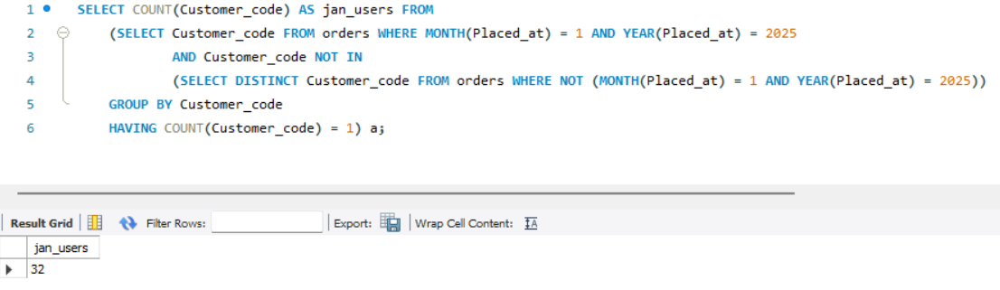 1 SELECT COUNT(Customer_code) AS jan_users FROM
2 (SELECT Customer_code FROM orders WHERE MONTH(Placed_at) = 1 AND YEAR(Placed_at) = 2025
3 AND Customer_code NOT IN
4 (SELECT DISTINCT Customer_code FROM orders WHERE NOT (MONTH(Placed_at) = 1 AND YEAR(Placed_at) = 2025))
5 GROUP BY Customer_code
6 HAVING COUNT(Customer_code) = 1) a;
Result Grid Filter Rows: Export: Wrap Cell Content: IA
jan_users
32